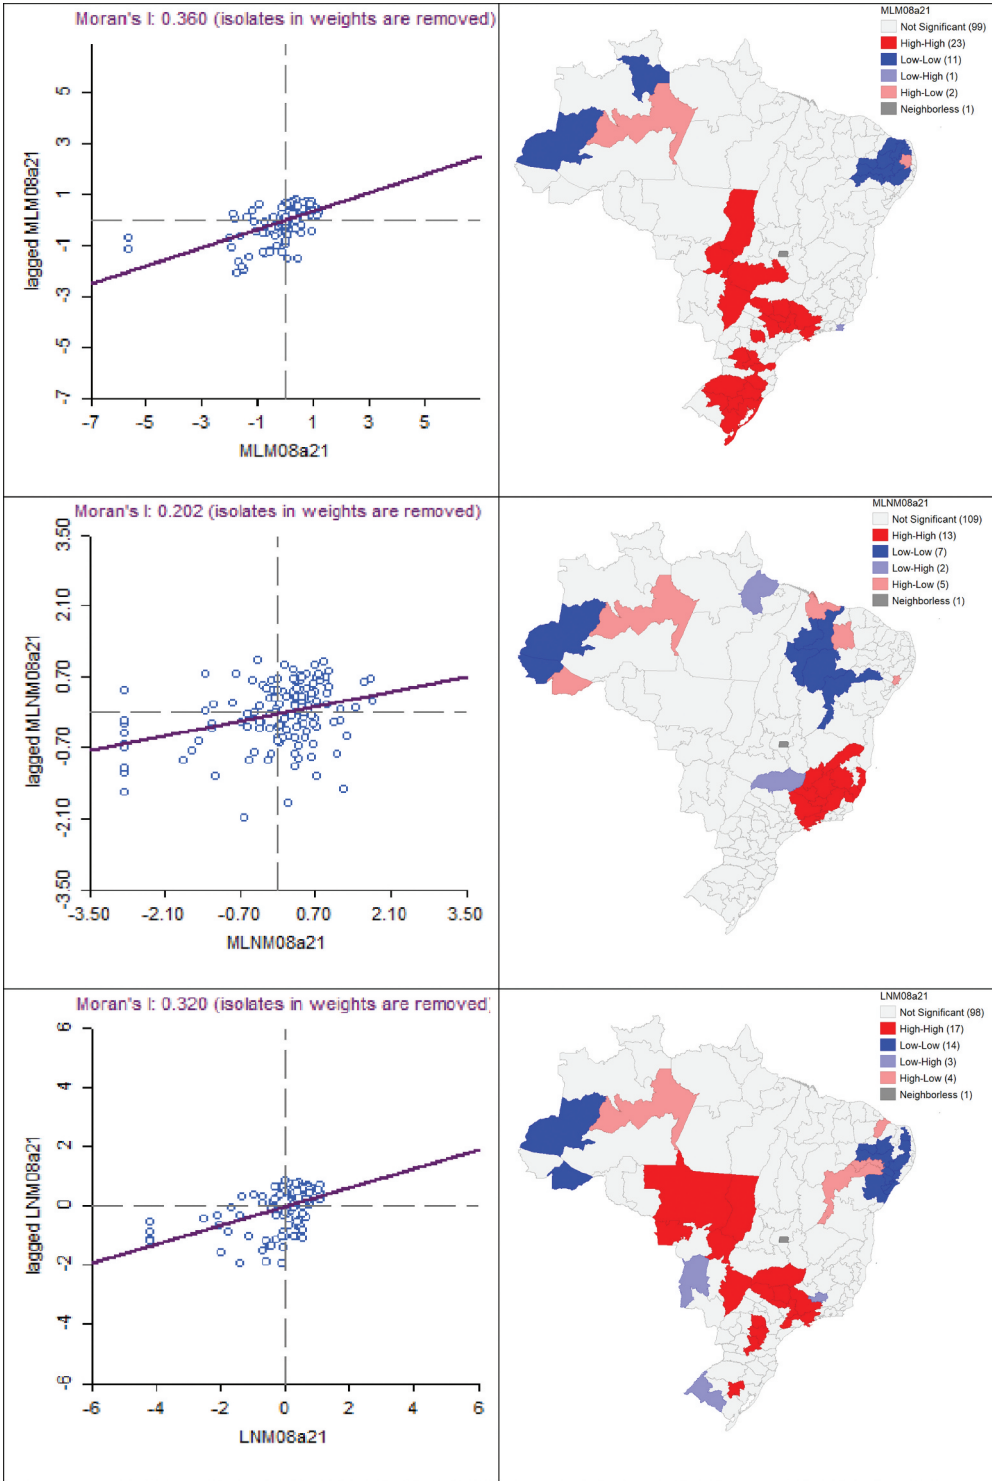 Moran's I: 0.360 (isolates in weights are removed)
lagged MLM08a21
5
3
1
-1
-3
-5
-7
-7 -5 -3 -1 1 3 5
MLM08a21
MLM08a21
Not Significant (99)
High-High (23)
Low-Low (11)
Low-High (1)
High-Low (2)
Neighborless (1)
Moran's I: 0.202 (isolates in weights are removed)
lagged MLNM08a21
3.50
2.10
0.70
-0.70
-2.10
-3.50
-3.50 -2.10 -0.70 0.70 2.10 3.50
MLNM08a21
MLNM08a21
Not Significant (109)
High-High (13)
Low-Low (7)
Low-High (2)
High-Low (5)
Neighborless (1)
Moran's I: 0.320 (isolates in weights are removed)
lagged LNM08a21
6
4
2
0
-2
-4
-6
-6 -4 -2 0 2 4 6
LNM08a21
LNM08a21
Not Significant (98)
High-High (17)
Low-Low (14)
Low-High (3)
High-Low (4)
Neighborless (1)